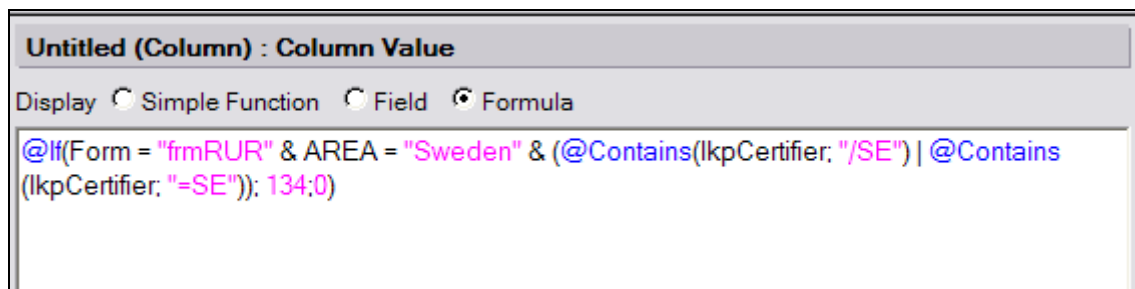 Untitled (Column) : Column Value
Display Simple Function Field Formula
@If(Form = "frmRUR" & AREA = "Sweden" & (@Contains(lkpCertifier; "/SE") | @Contains
(lkpCertifier; "=SE")); 134;0)